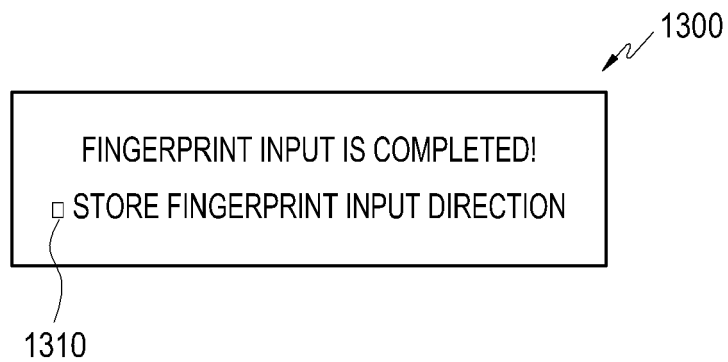 1300
FINGERPRINT INPUT IS COMPLETED!
□ STORE FINGERPRINT INPUT DIRECTION
1310